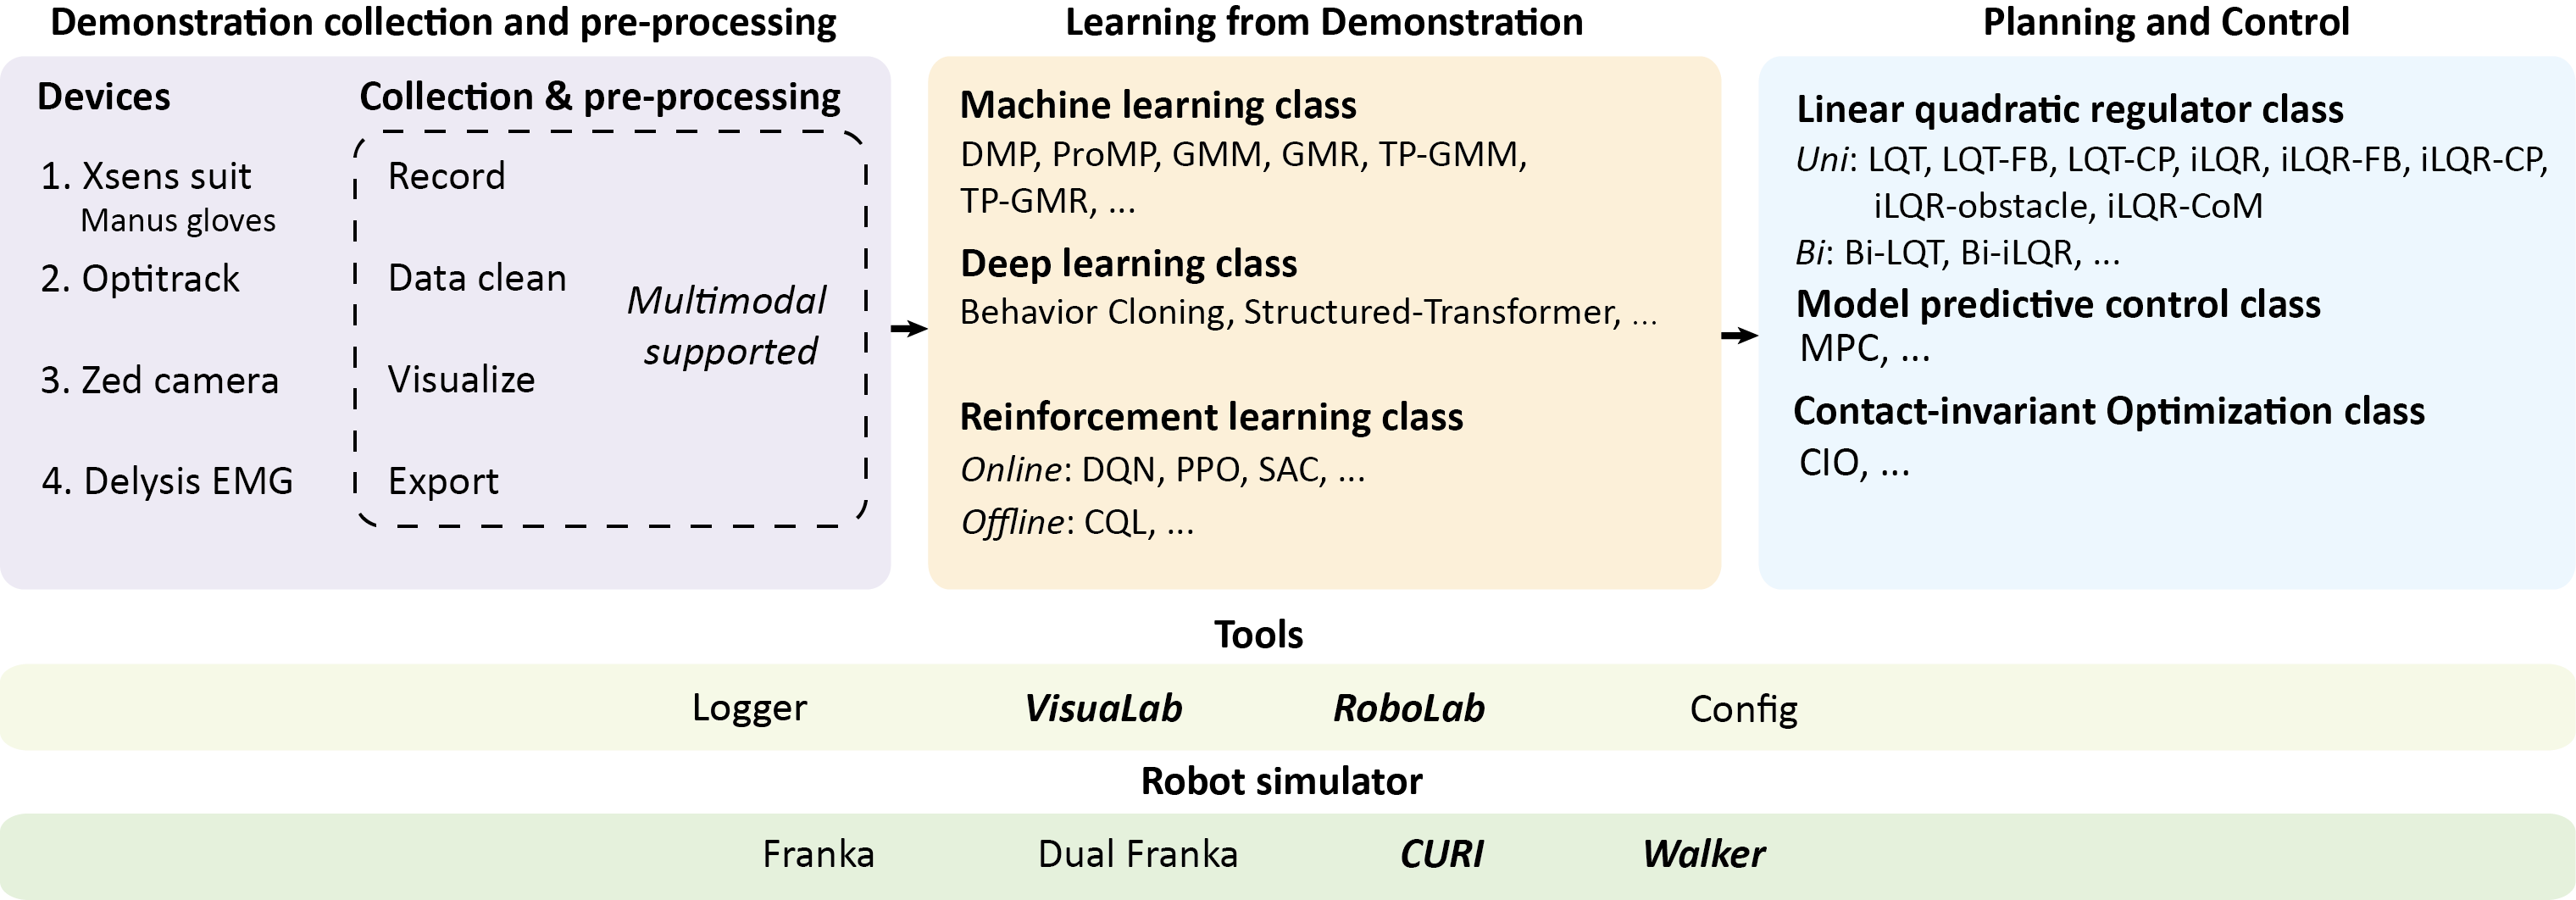 Demonstration collection and pre-processing
Devices
Collection & pre-processing
1. Xsens suit
Manus gloves
2. Optitrack
3. Zed camera
4. Delysis EMG
Record
Data clean
Visualize
Export
Multimodal
supported
Learning from Demonstration
Machine learning class
DMP, ProMP, GMM, GMR, TP-GMM,
TP-GMR, ...
Deep learning class
Behavior Cloning, Structured-Transformer, ...
Reinforcement learning class
Online: DQN, PPO, SAC, ...
Offline: CQL, ...
Planning and Control
Linear quadratic regulator class
Uni: LQT, LQT-FB, LQT-CP, iLQR, iLQR-FB, iLQR-CP,
iLQR-obstacle, iLQR-CoM
Bi: Bi-LQT, Bi-iLQR, ...
Model predictive control class
MPC, ...
Contact-invariant Optimization class
CIO, ...
Tools
Logger VisuaLab RoboLab Config
Robot simulator
Franka Dual Franka CURI Walker